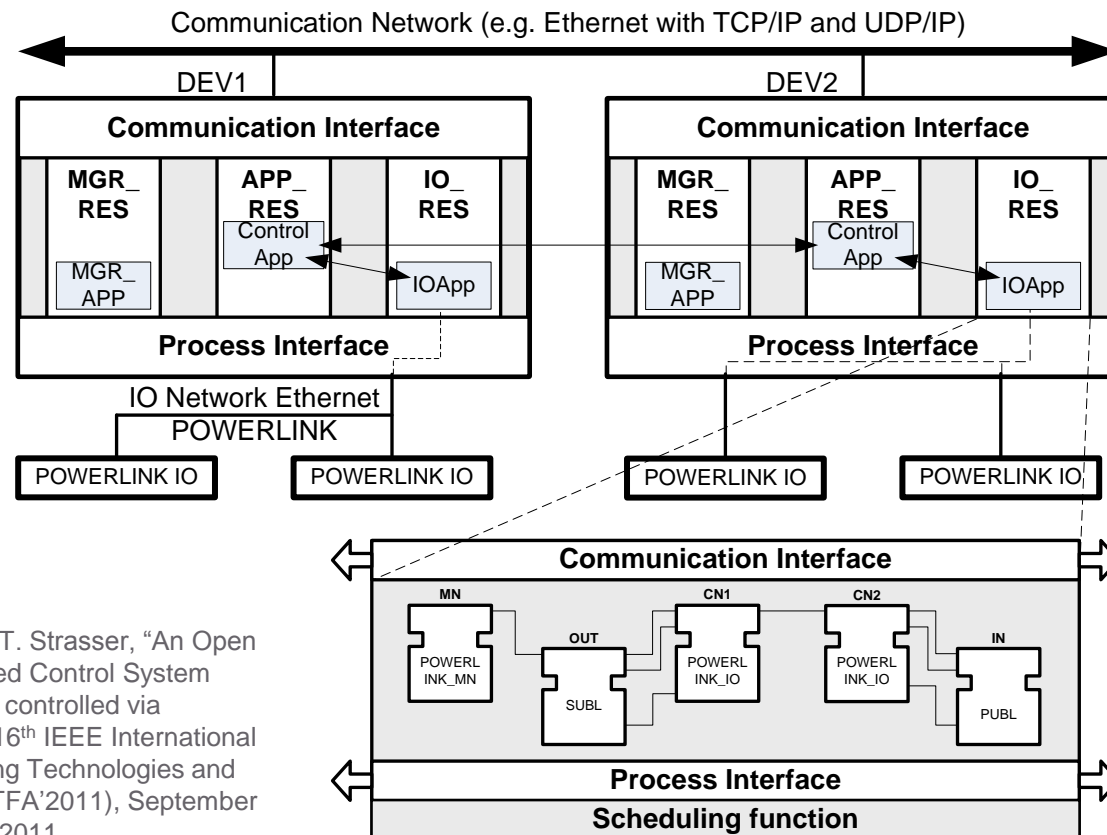 Communication Network (e.g. Ethernet with TCP/IP and UDP/IP)
DEV1
DEV2
Communication Interface
MGR_
RES
APP_
RES
IO_
RES
Control
App
MGR_
APP
IOApp
Process Interface
Communication Interface
MGR_
RES
APP_
RES
IO_
RES
Control
App
MGR_
APP
IOApp
Process Interface
IO Network Ethernet
POWERLINK
POWERLINK IO
POWERLINK IO
POWERLINK IO
POWERLINK IO
Communication Interface
MN
POWERL
INK_MN
OUT
SUBL
CN1
POWERL
INK_IO
CN2
POWERL
INK_IO
IN
PUBL
Process Interface
Scheduling function
T. Strasser, “An Open
ed Control System
controlled via
16th IEEE International
ng Technologies and
TFA’2011), September
2011